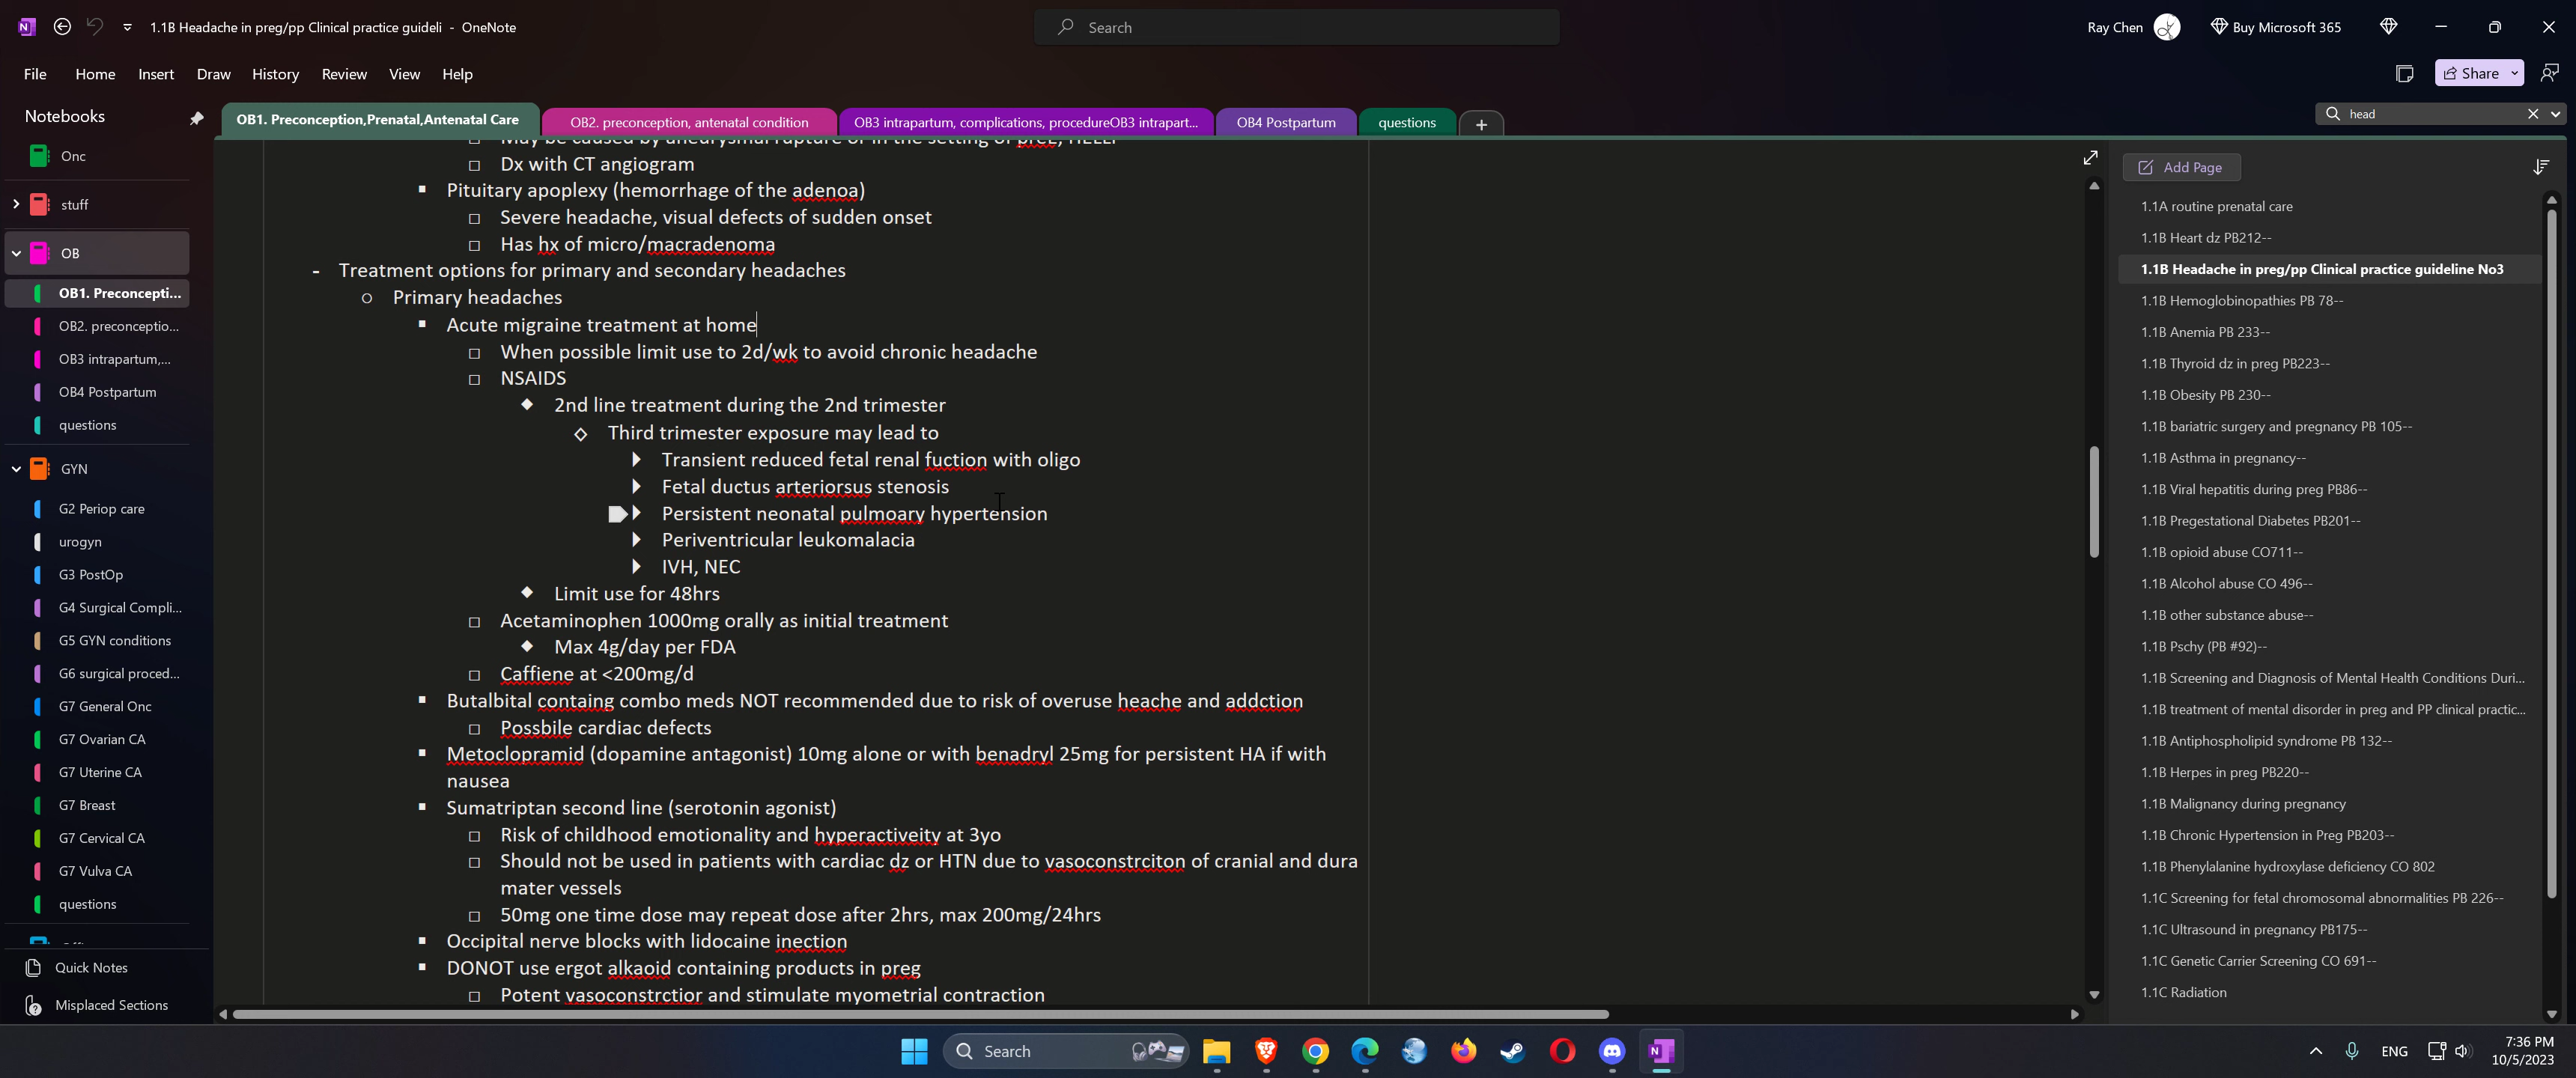 1.1B Headache in preg/pp Clinical practice guideli - OneNote
Search
Ray Chen
Buy Microsoft 365
File Home Insert Draw History Review View Help
Share
Notebooks
OB1. Preconception,Prenatal,Antenatal Care
OB2. preconception, antenatal condition
OB3 intrapartum, complications, procedureOB3 intrapart...
OB4 Postpartum
questions
+
head
Onc
stuff
OB
OB1. Preconcepti...
OB2. preconceptio...
OB3 intrapartum,...
OB4 Postpartum
questions
GYN
G2 Periop care
urogyn
G3 PostOp
G4 Surgical Compli...
G5 GYN conditions
G6 surgical proced...
G7 General Onc
G7 Ovarian CA
G7 Uterine CA
G7 Breast
G7 Cervical CA
G7 Vulva CA
questions
Quick Notes
Misplaced Sections
May be caused by aneurysmal rupture or in the setting of preE, HELLP
Dx with CT angiogram
Pituitary apoplexy (hemorrhage of the adenoa)
Severe headache, visual defects of sudden onset
Has hx of micro/macradenoma
- Treatment options for primary and secondary headaches
Primary headaches
Acute migraine treatment at home
When possible limit use to 2d/wk to avoid chronic headache
NSAIDS
2nd line treatment during the 2nd trimester
Third trimester exposure may lead to
Transient reduced fetal renal fuction with oligo
Fetal ductus arteriorsus stenosis
Persistent neonatal pulmoary hypertension
Periventricular leukomalacia
IVH, NEC
Limit use for 48hrs
Acetaminophen 1000mg orally as initial treatment
Max 4g/day per FDA
Caffiene at <200mg/d
Butalbital containg combo meds NOT recommended due to risk of overuse heache and addction
Possbile cardiac defects
Metoclopramid (dopamine antagonist) 10mg alone or with benadryl 25mg for persistent HA if with
nausea
Sumatriptan second line (serotonin agonist)
Risk of childhood emotionality and hyperactiveity at 3yo
Should not be used in patients with cardiac dz or HTN due to vasoconstrciton of cranial and dura
mater vessels
50mg one time dose may repeat dose after 2hrs, max 200mg/24hrs
Occipital nerve blocks with lidocaine inection
DONOT use ergot alkaoid containing products in preg
Potent vasoconstrctior and stimulate myometrial contraction
Add Page
1.1A routine prenatal care
1.1B Heart dz PB212--
1.1B Headache in preg/pp Clinical practice guideline No3
1.1B Hemoglobinopathies PB 78--
1.1B Anemia PB 233--
1.1B Thyroid dz in preg PB223--
1.1B Obesity PB 230--
1.1B bariatric surgery and pregnancy PB 105--
1.1B Asthma in pregnancy--
1.1B Viral hepatitis during preg PB86--
1.1B Pregestational Diabetes PB201--
1.1B opioid abuse CO711--
1.1B Alcohol abuse CO 496--
1.1B other substance abuse--
1.1B Pschy (PB #92)--
1.1B Screening and Diagnosis of Mental Health Conditions Duri...
1.1B treatment of mental disorder in preg and PP clinical practic...
1.1B Antiphospholipid syndrome PB 132--
1.1B Herpes in preg PB220--
1.1B Malignancy during pregnancy
1.1B Chronic Hypertension in Preg PB203--
1.1B Phenylalanine hydroxylase deficiency CO 802
1.1C Screening for fetal chromosomal abnormalities PB 226--
1.1C Ultrasound in pregnancy PB175--
1.1C Genetic Carrier Screening CO 691--
1.1C Radiation
Search
ENG
7:36 PM
10/5/2023